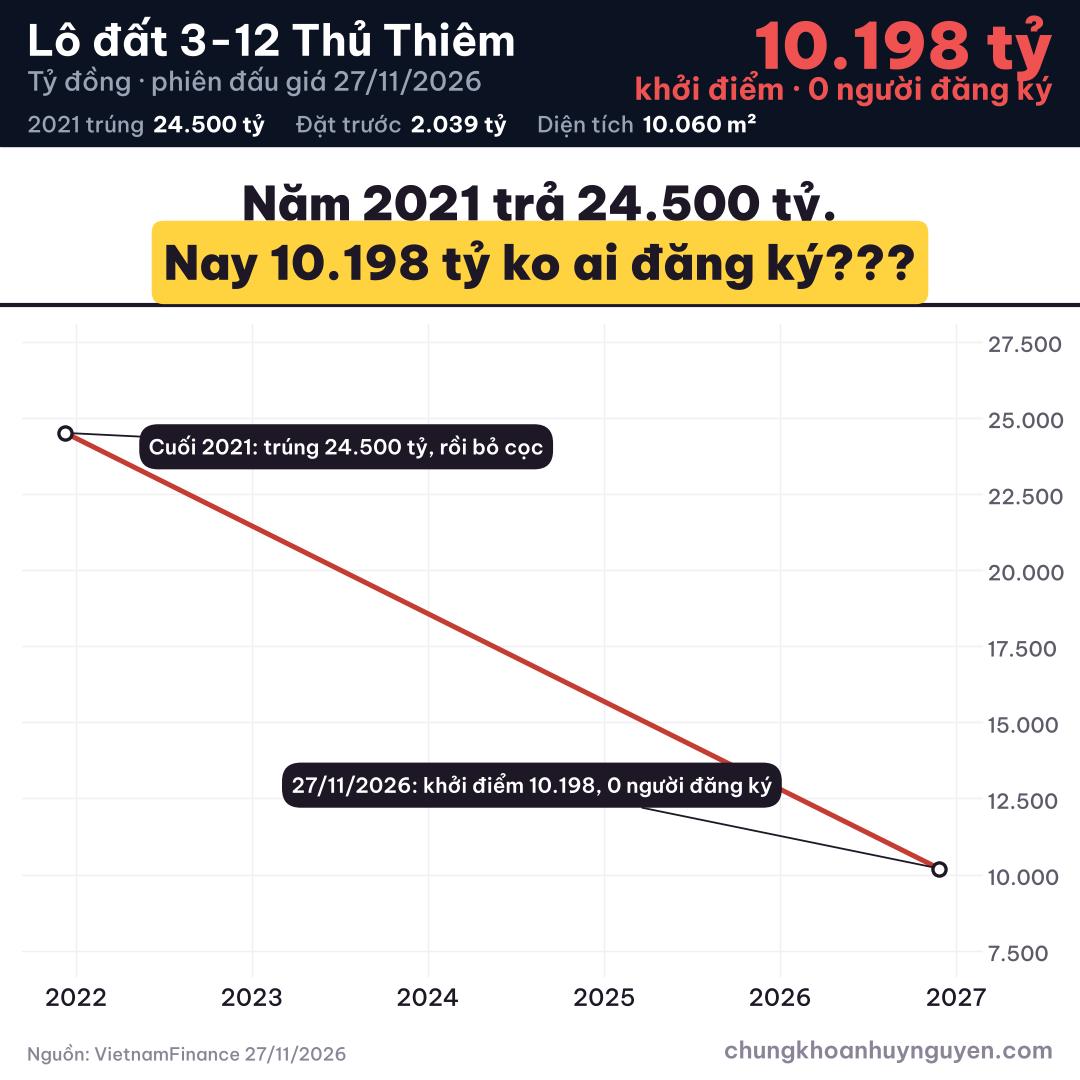 Lô đất 3-12 Thủ Thiêm
Tỷ đồng · phiên đấu giá 27/11/2026
10.198 tỷ
khởi điểm · 0 người đăng ký
2021 trúng 24.500 tỷ Đặt trước 2.039 tỷ Diện tích 10.060 m²
Năm 2021 trả 24.500 tỷ.
Nay 10.198 tỷ ko ai đăng ký???
27.500
25.000
Cuối 2021: trúng 24.500 tỷ, rồi bỏ cọc
22.500
20.000
17.500
15.000
27/11/2026: khởi điểm 10.198, 0 người đăng ký
12.500
10.000
7.500
2022 2023 2024 2025 2026 2027
Nguồn: VietnamFinance 27/11/2026
chungkhoanhuynguyen.com